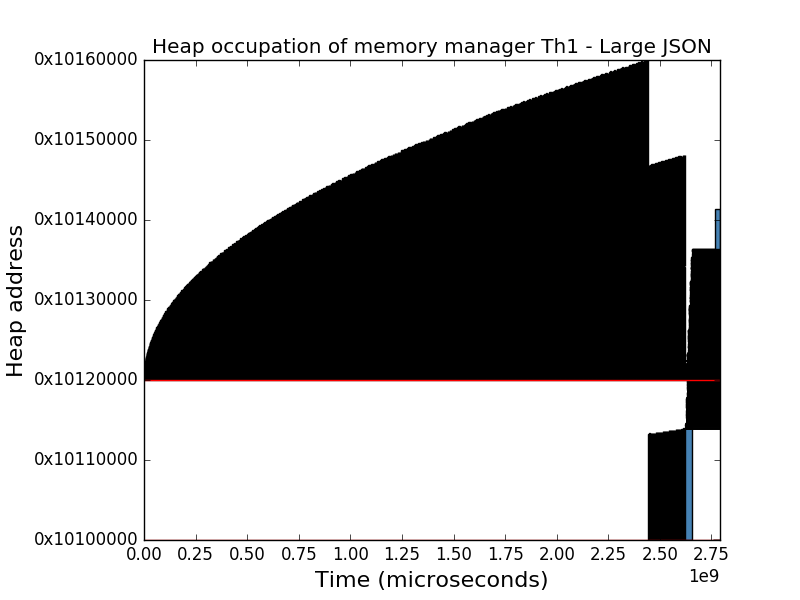 Heap occupation of memory manager Th1 - Large JSON
0x10160000
0x10150000
0x10140000
0x10130000
0x10120000
0x10110000
0x10100000
Heap address
0.00 0.25 0.50 0.75 1.00 1.25 1.50 1.75 2.00 2.25 2.50 2.75
1e9
Time (microseconds)